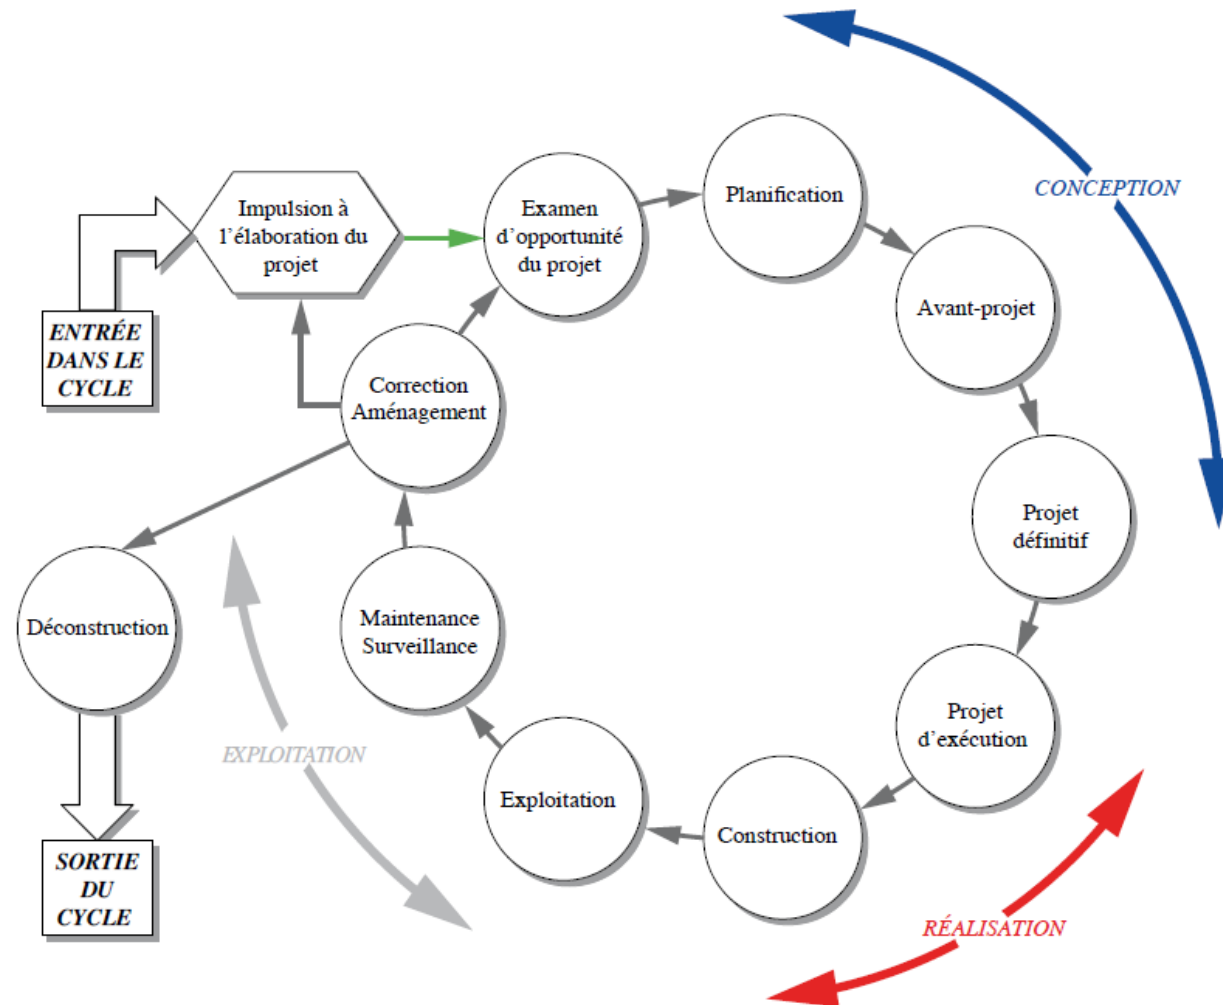 Impulsion à
l'élaboration du
projet
Examen
d'opportunité
du projet
Planification
CONCEPTION
Avant-projet
ENTRÉE
DANS LE
CYCLE
Correction
Aménagement
Projet
définitif
Déconstruction
Maintenance
Surveillance
Projet
d'exécution
EXPLOITATION
Exploitation
Construction
SORTIE
DU
CYCLE
RÉALISATION